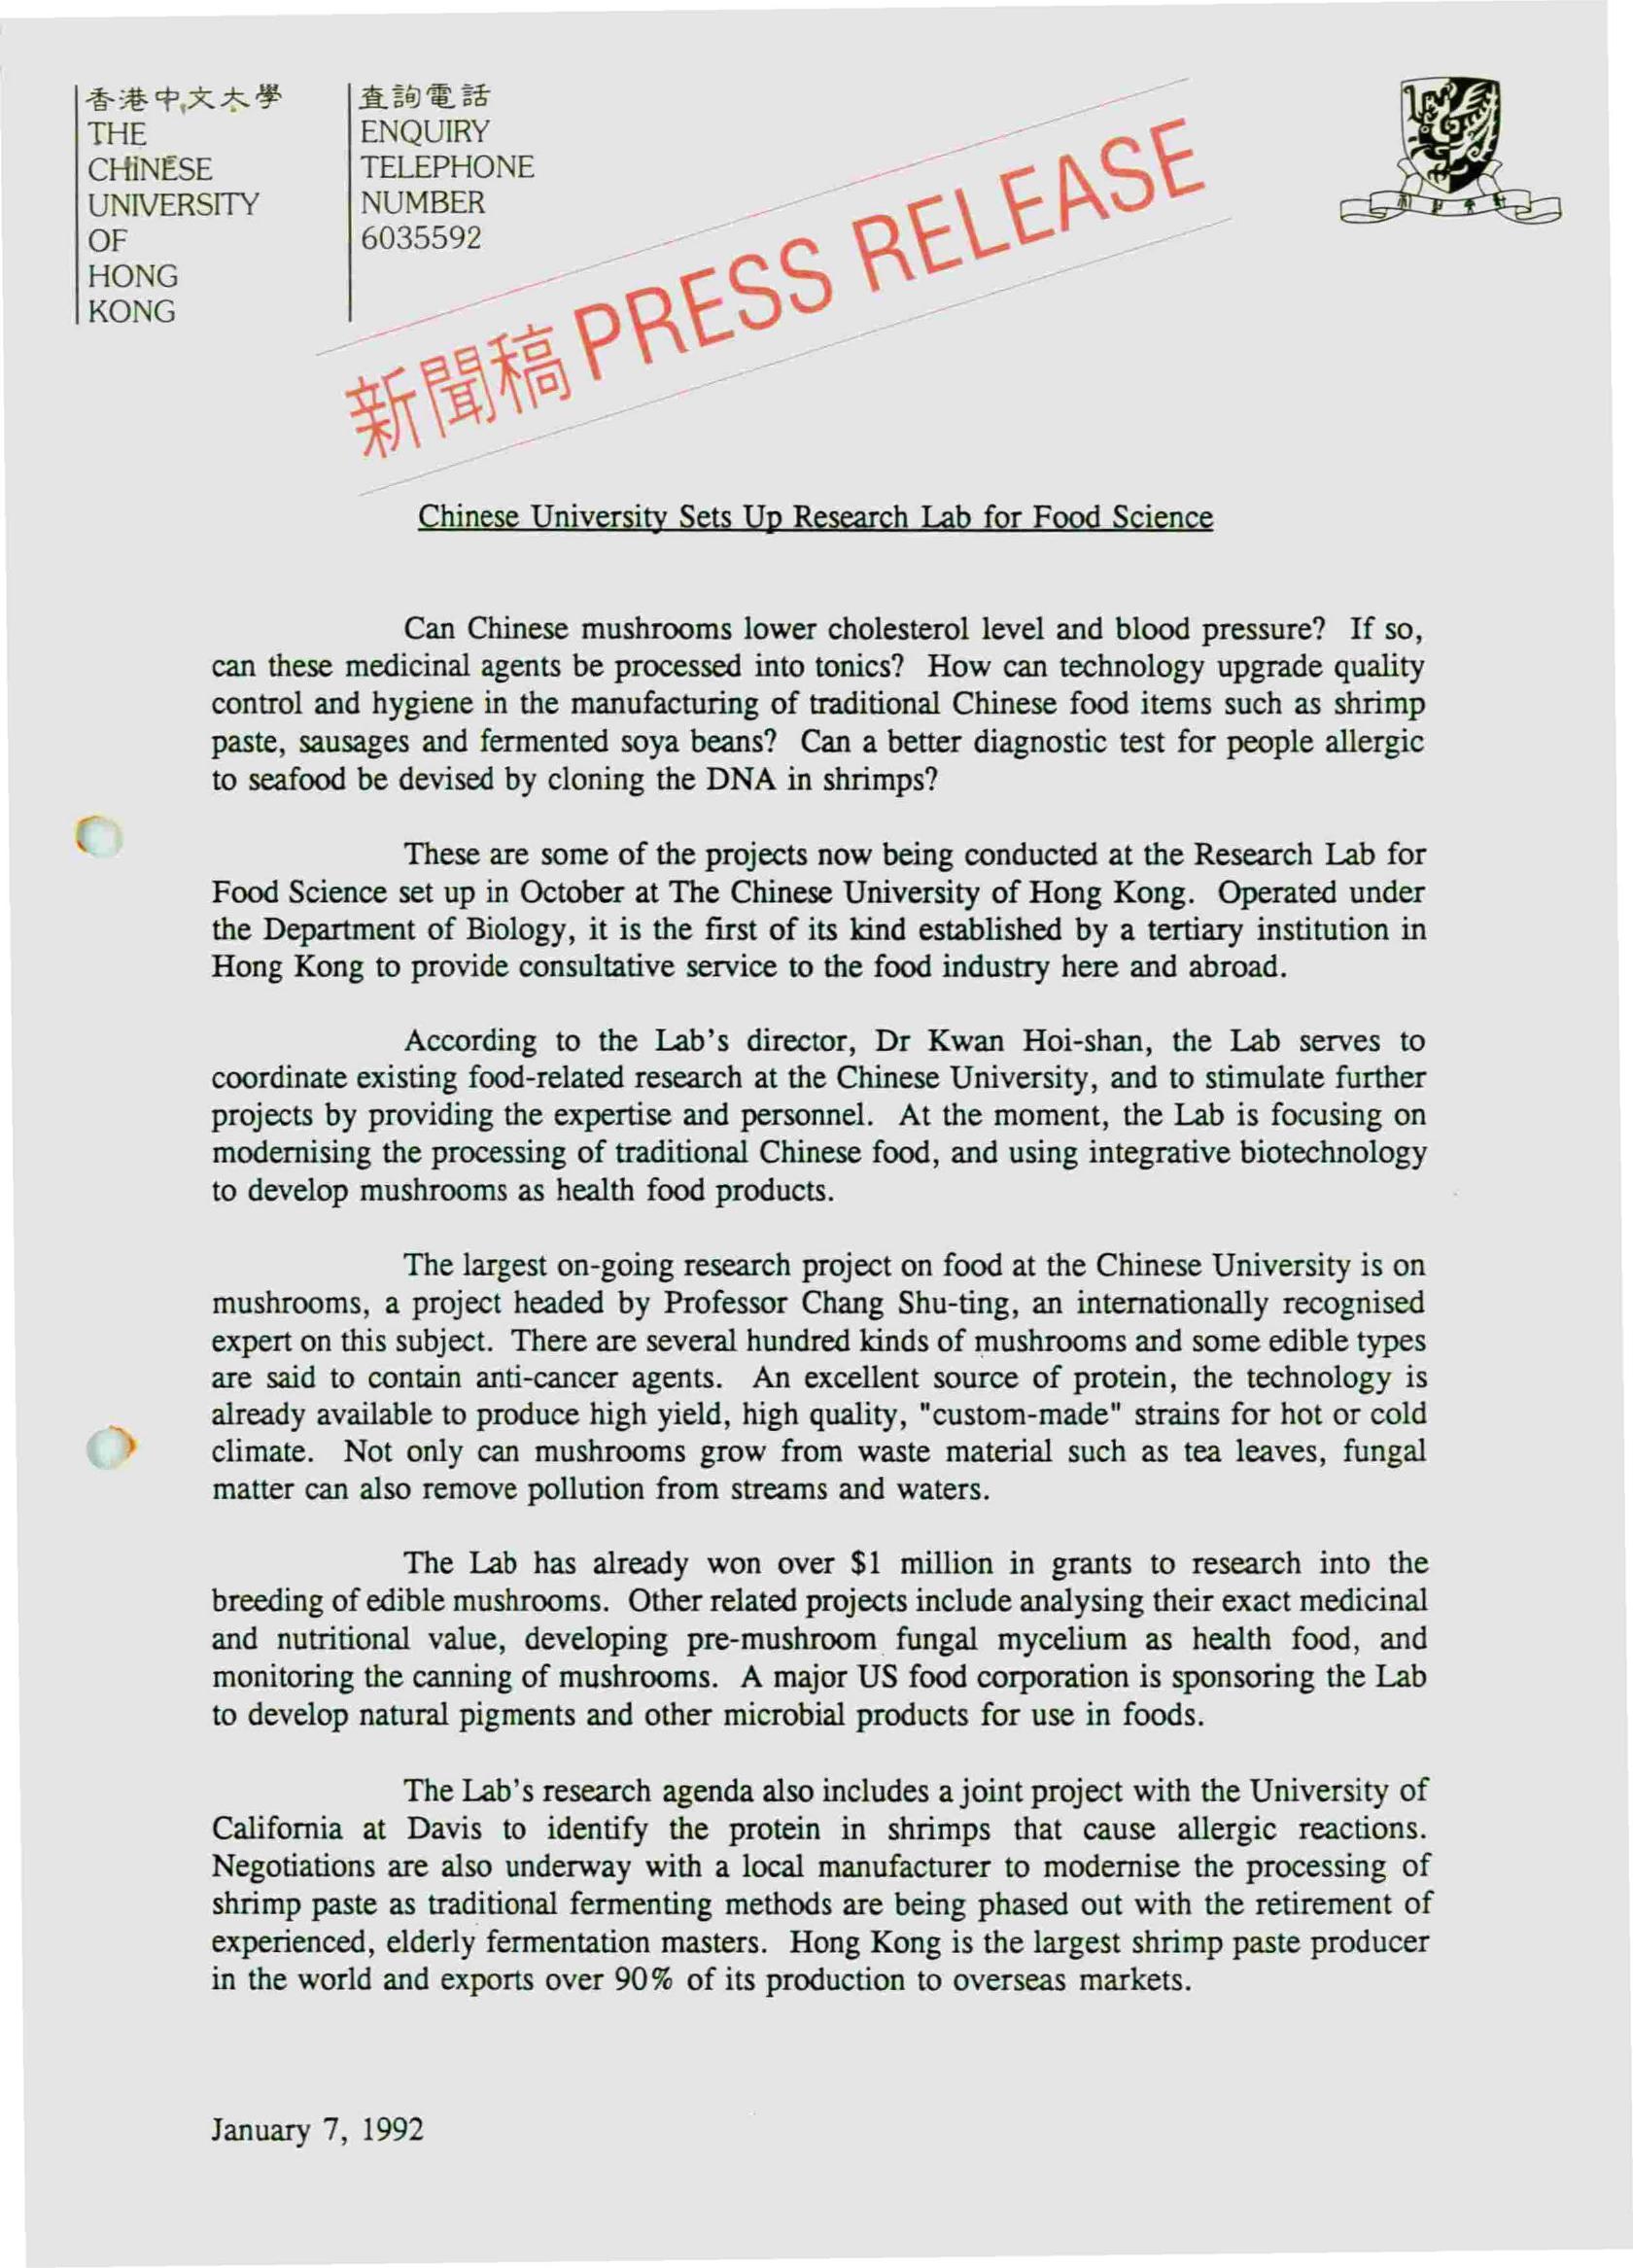 香港中文大學
THE
CHINESE
UNIVERSITY
OF
HONG
KONG
查詢電話
ENQUIRY
TELEPHONE
NUMBER
6035592
新聞稿 PRESS RELEASE
Chinese University Sets Up Research Lab for Food Science
Can Chinese mushrooms lower cholesterol level and blood pressure? If so,
can these medicinal agents be processed into tonics? How can technology upgrade quality
control and hygiene in the manufacturing of traditional Chinese food items such as shrimp
paste, sausages and fermented soya beans? Can a better diagnostic test for people allergic
to seafood be devised by cloning the DNA in shrimps?
These are some of the projects now being conducted at the Research Lab for
Food Science set up in October at The Chinese University of Hong Kong. Operated under
the Department of Biology, it is the first of its kind established by a tertiary institution in
Hong Kong to provide consultative service to the food industry here and abroad.
According to the Lab's director, Dr Kwan Hoi-shan, the Lab serves to
coordinate existing food-related research at the Chinese University, and to stimulate further
projects by providing the expertise and personnel. At the moment, the Lab is focusing on
modernising the processing of traditional Chinese food, and using integrative biotechnology
to develop mushrooms as health food products.
The largest on-going research project on food at the Chinese University is on
mushrooms, a project headed by Professor Chang Shu-ting, an internationally recognised
expert on this subject. There are several hundred kinds of mushrooms and some edible types
are said to contain anti-cancer agents. An excellent source of protein, the technology is
already available to produce high yield, high quality, "custom-made" strains for hot or cold
climate. Not only can mushrooms grow from waste material such as tea leaves, fungal
matter can also remove pollution from streams and waters.
The Lab has already won over $1 million in grants to research into the
breeding of edible mushrooms. Other related projects include analysing their exact medicinal
and nutritional value, developing pre-mushroom fungal mycelium as health food, and
monitoring the canning of mushrooms. A major US food corporation is sponsoring the Lab
to develop natural pigments and other microbial products for use in foods.
The Lab's research agenda also includes a joint project with the University of
California at Davis to identify the protein in shrimps that cause allergic reactions.
Negotiations are also underway with a local manufacturer to modernise the processing of
shrimp paste as traditional fermenting methods are being phased out with the retirement of
experienced, elderly fermentation masters. Hong Kong is the largest shrimp paste producer
in the world and exports over 90% of its production to overseas markets.
January 7, 1992